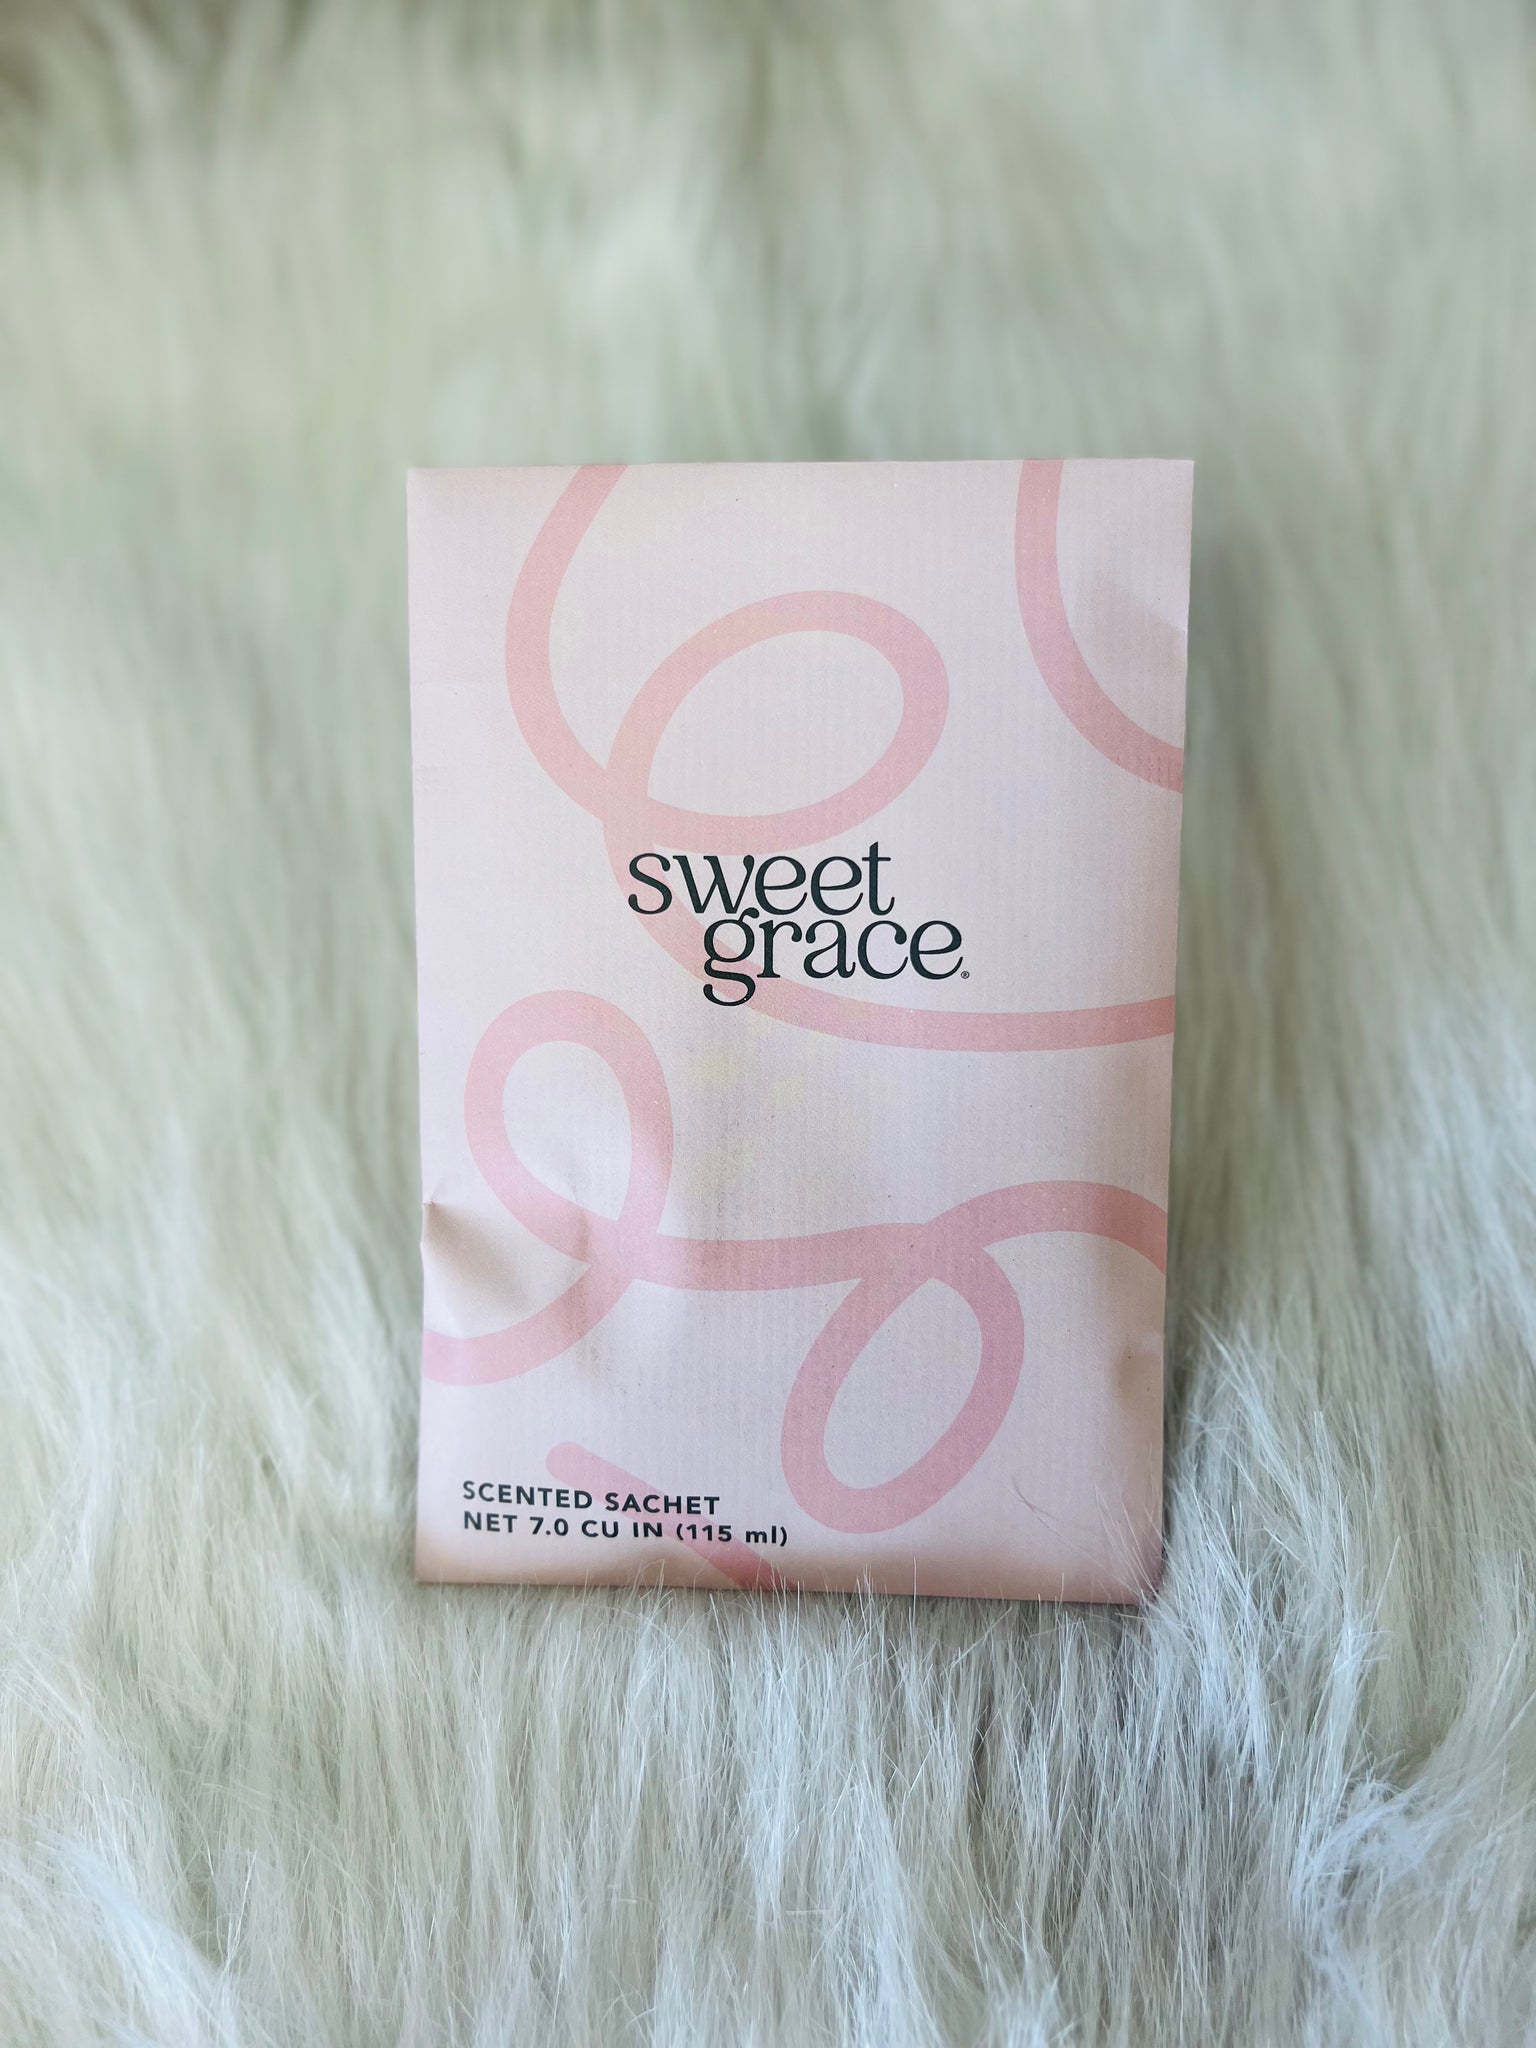 sweet
grace®
SCENTED SACHET
NET 7.0 CU IN (115 ml)